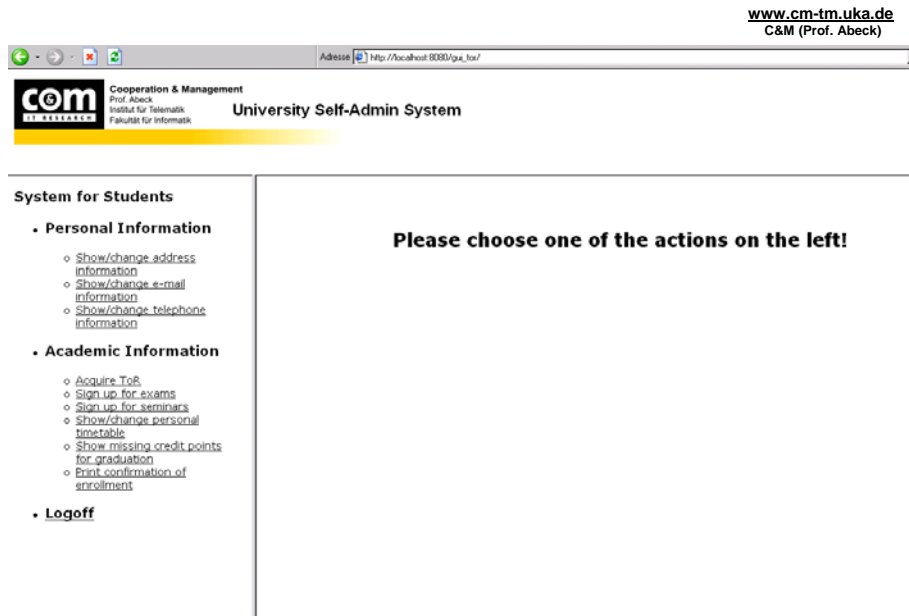 www.cm-tm.uka.de
C&M (Prof. Abeck)
Adresse http://localhost:8080/gui_tor/
c&m
IT RESEARCH
Cooperation & Management
Prof. Abeck
Institut für Telematik
Fakultät für Informatik
University Self-Admin System
System for Students
• Personal Information
o Show/change address
information
o Show/change e-mail
information
o Show/change telephone
information
• Academic Information
o Acquire ToR
o Sign up for exams
o Sign up for seminars
o Show/change personal
timetable
o Show missing credit points
for graduation
o Print confirmation of
enrollment
• Logoff
Please choose one of the actions on the left!